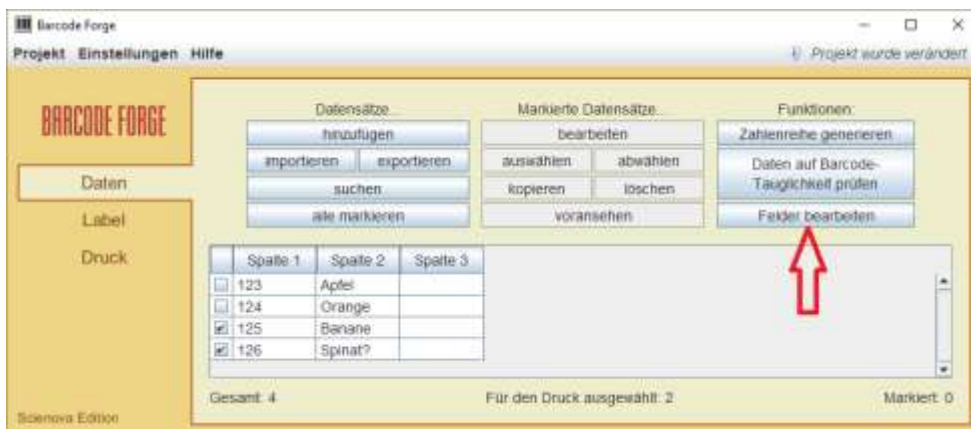 Barcode Forge
Projekt Einstellungen Hilfe
Projekt wurde verändert
BARCODE FORGE
Daten
Label
Druck
Scienova Edition
Datensätze...
hinzufügen
importieren exportieren
suchen
alle markieren
Markierte Datensätze...
bearbeiten
auswählen abwählen
kopieren löschen
voransehen
Funktionen:
Zahlenreihe generieren
Daten auf Barcode-
Tauglichkeit prüfen
Felder bearbeiten
Spalte 1 Spalte 2 Spalte 3
123 Apfel
124 Orange
125 Banane
126 Spinat?
Gesamt: 4 Für den Druck ausgewählt: 2 Markiert: 0